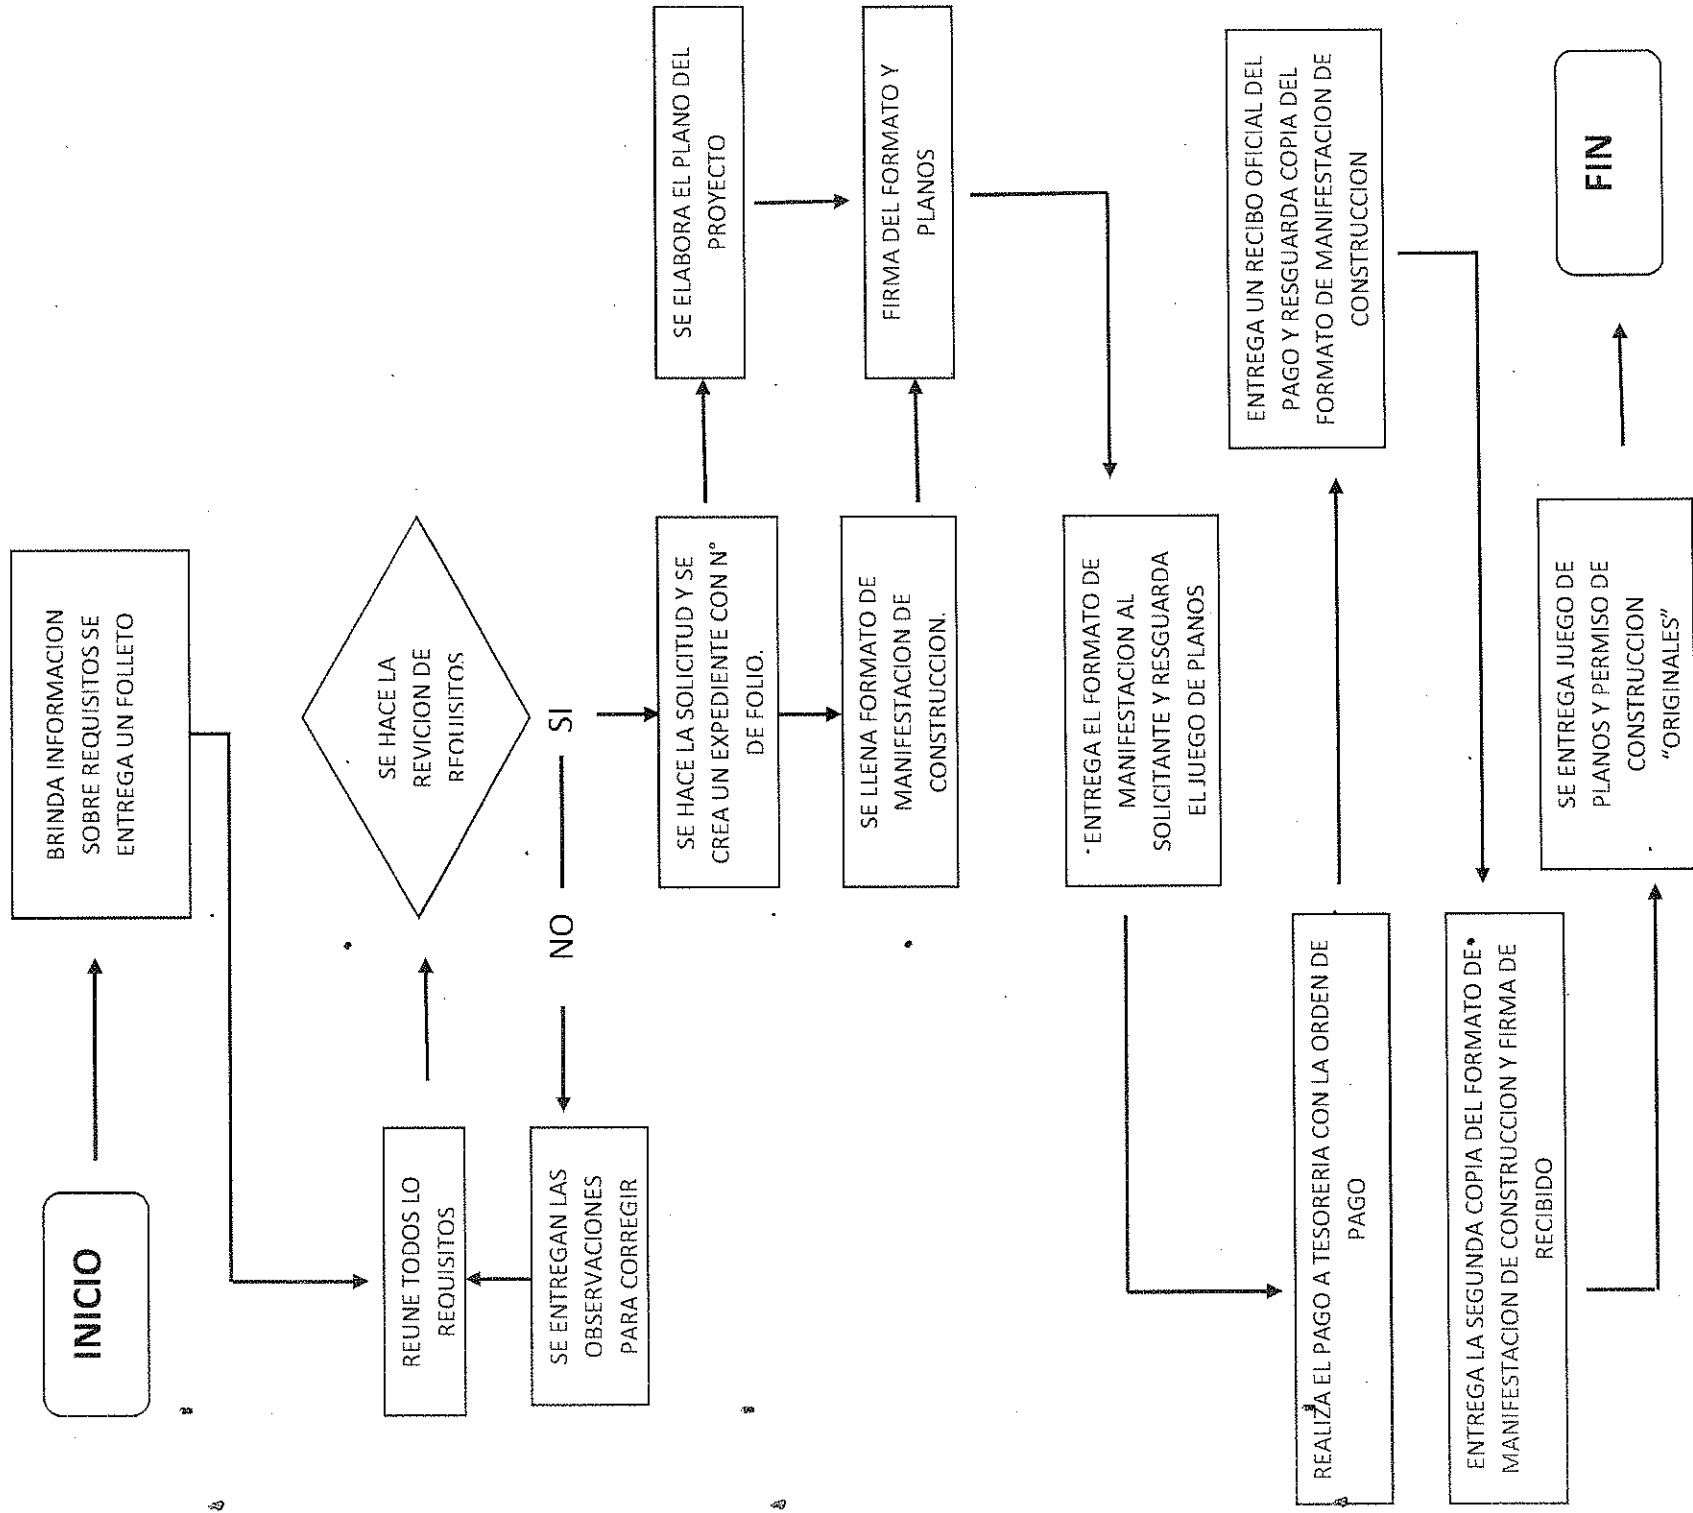 INICIO
BRINDA INFORMACION
SOBRE REQUISITOS SE
ENTREGA UN FOLLETO
REUNE TODOS LO
REQUISITOS
SE HACE LA
REVICION DE
REQUISITOS
SE ENTREGAN LAS
OBSERVACIONES
PARA CORREGIR
NO
SI
SE HACE LA SOLICITUD Y SE
CREA UN EXPEDIENTE CON N°
DE FOLIO.
SE ELABORA EL PLANO DEL
PROYECTO
SE LLENA FORMATO DE
MANIFESTACION DE
CONSTRUCCION.
FIRMA DEL FORMATO Y
PLANOS
ENTREGA EL FORMATO DE
MANIFESTACION AL
SOLICITANTE Y RESGUARDA
EL JUEGO DE PLANOS
REALIZA EL PAGO A TESORERIA CON LA ORDEN DE
PAGO
ENTREGA UN RECIBO OFICIAL DEL
PAGO Y RESGUARDA COPIA DEL
FORMATO DE MANIFESTACION DE
CONSTRUCCION
ENTREGA LA SEGUNDA COPIA DEL FORMATO DE
MANIFESTACION DE CONSTRUCCION Y FIRMA DE
RECIBIDO
SE ENTREGA JUEGO DE
PLANOS Y PERMISO DE
CONSTRUCCION
"ORIGINALES"
FIN